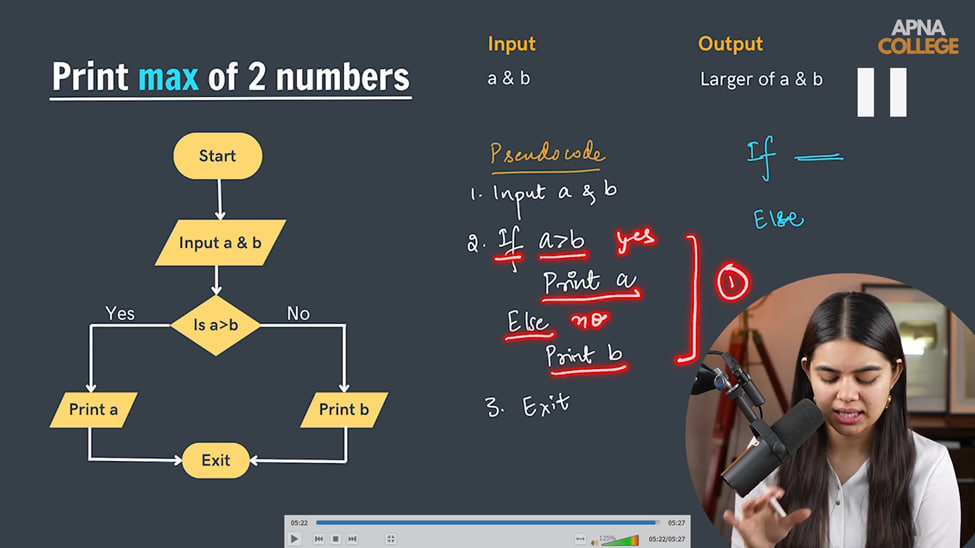 APNA
COLLEGE
Print max of 2 numbers
Input
a & b
Output
Larger of a & b
Start
Input a & b
Is a>b
Yes
No
Print a
Print b
Exit
Pseudocode
1. Input a & b
2. If a>b yes
Print a
Else no
Print b
3. Exit
If
Else
1
05:22
05:27
125%
05:22/05:27